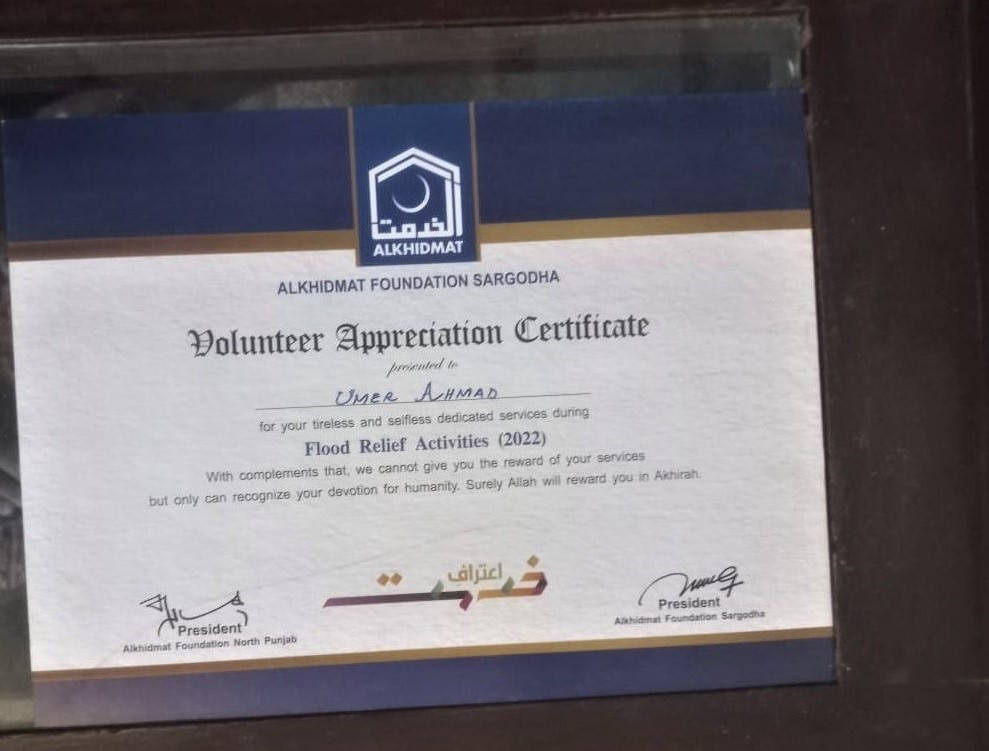 الخدمت
ALKHIDMAT
ALKHIDMAT FOUNDATION SARGODHA
Volunteer Appreciation Certificate
presented to
UMER AHMAD
for your tireless and selfless dedicated services during
Flood Relief Activities (2022)
With complements that, we cannot give you the reward of your services
but only can recognize your devotion for humanity. Surely Allah will reward you in Akhirah.
اعترافِ
خدمت
President
Alkhidmat Foundation North Punjab
President
Alkhidmat Foundation Sargodha